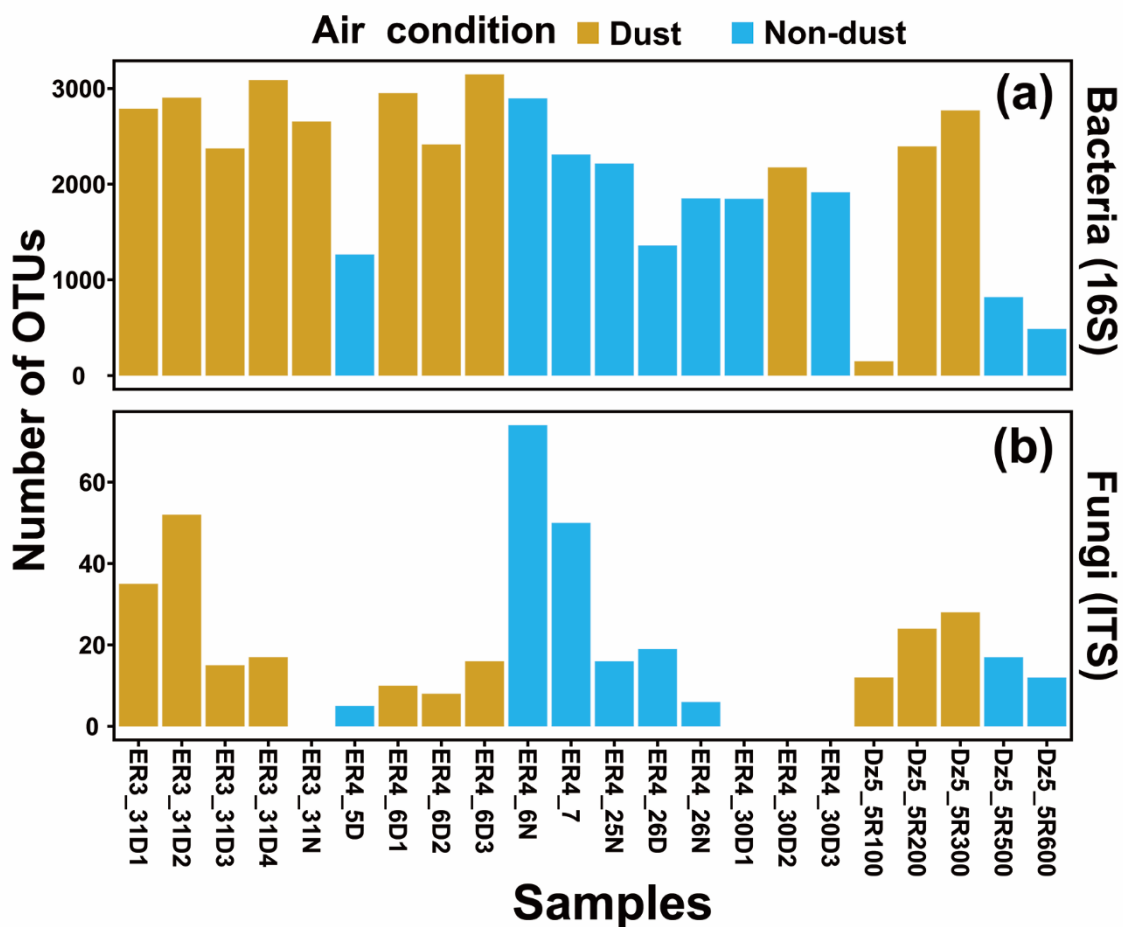 Air condition Dust Non-dust
(a)
Bacteria (16S)
3000
2000
1000
0
Number of OTUs
(b)
Fungi (ITS)
60
40
20
0
ER3_31D1
ER3_31D2
ER3_31D3
ER3_31D4
ER3_31N
ER4_5D
ER4_6D1
ER4_6D2
ER4_6D3
ER4_6N
ER4_7
ER4_25N
ER4_26D
ER4_26N
ER4_30D1
ER4_30D2
ER4_30D3
Dz5_5R100
Dz5_5R200
Dz5_5R300
Dz5_5R500
Dz5_5R600
Samples